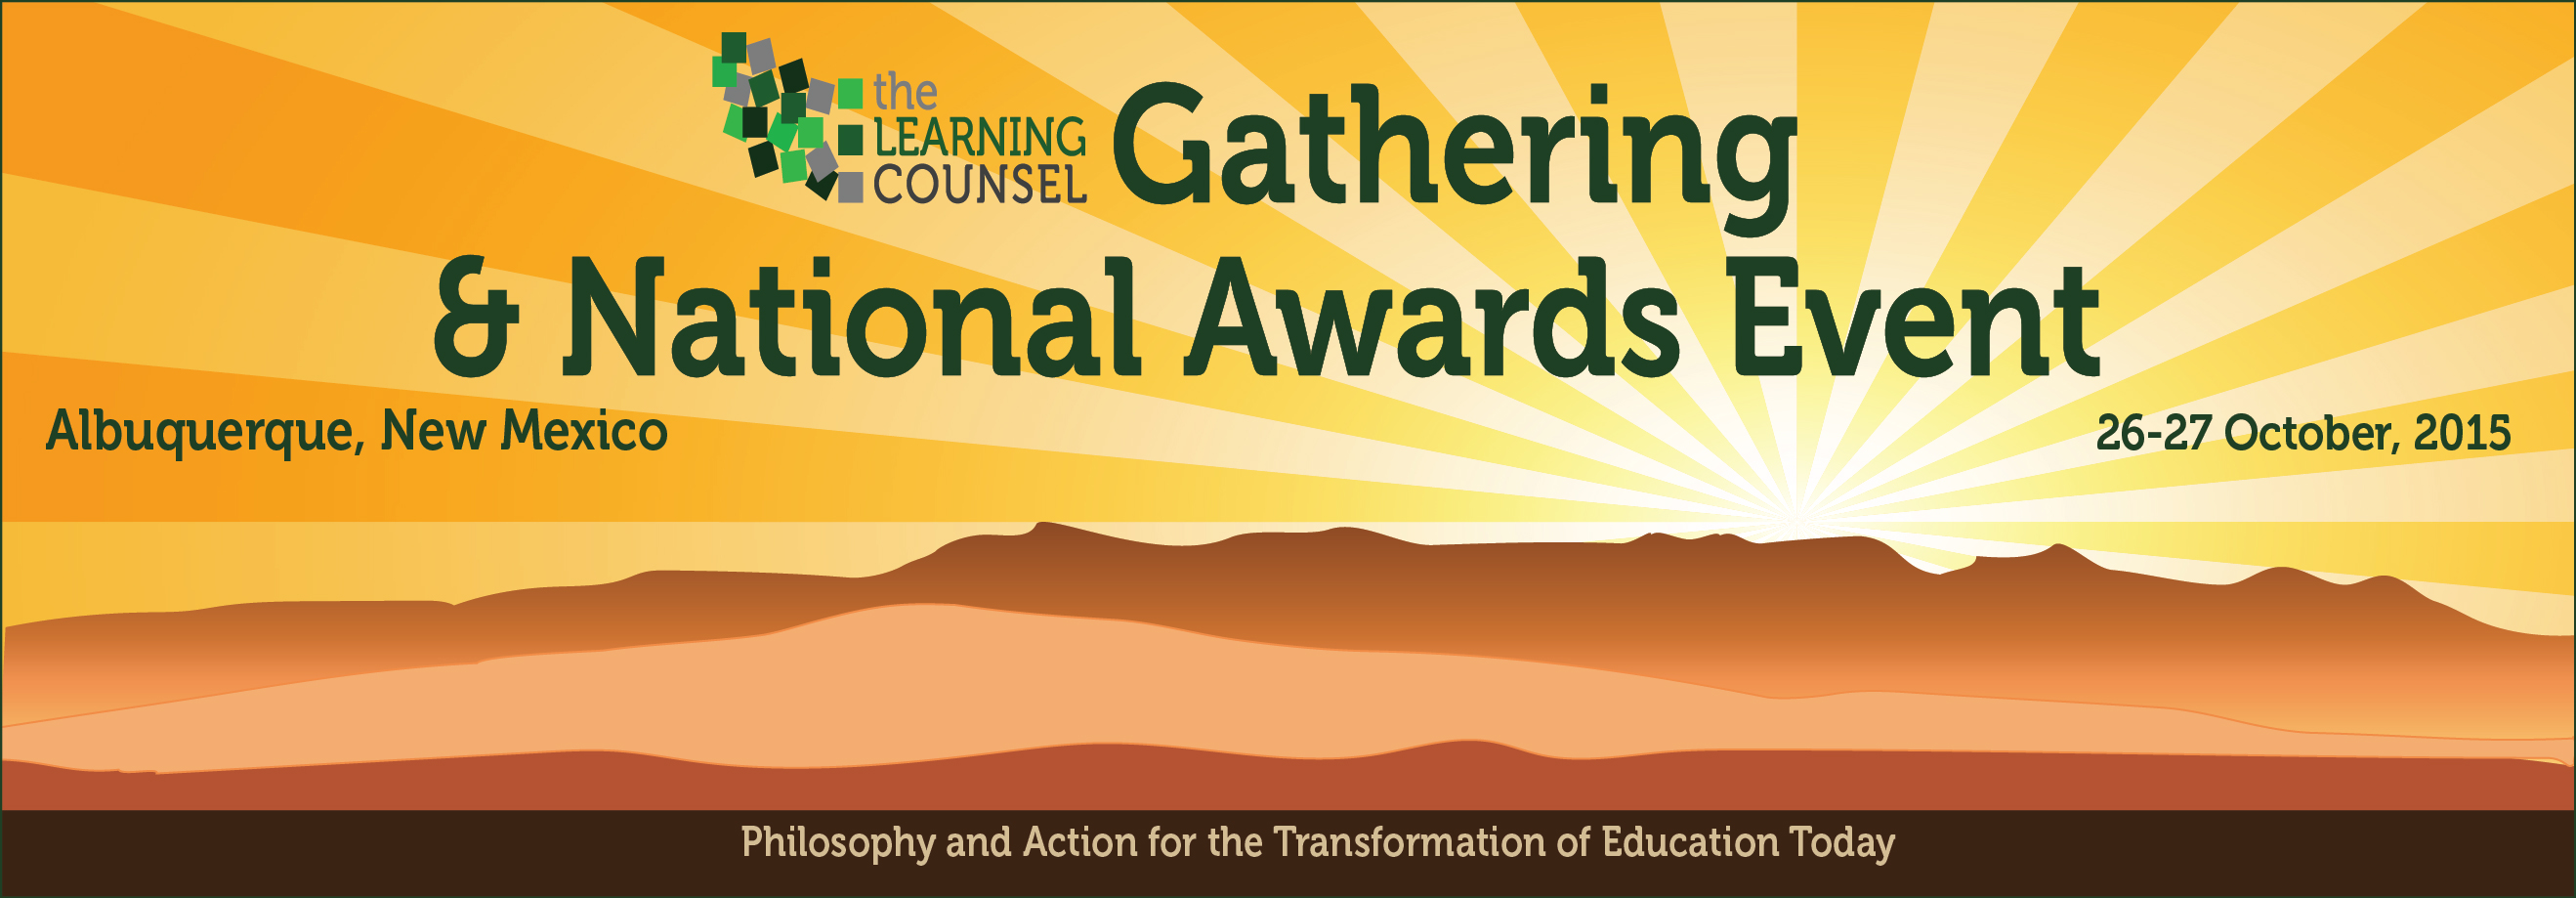 the
LEARNING
COUNSEL
Gathering
& National Awards Event
Albuquerque, New Mexico
26-27 October, 2015
Philosophy and Action for the Transformation of Education Today